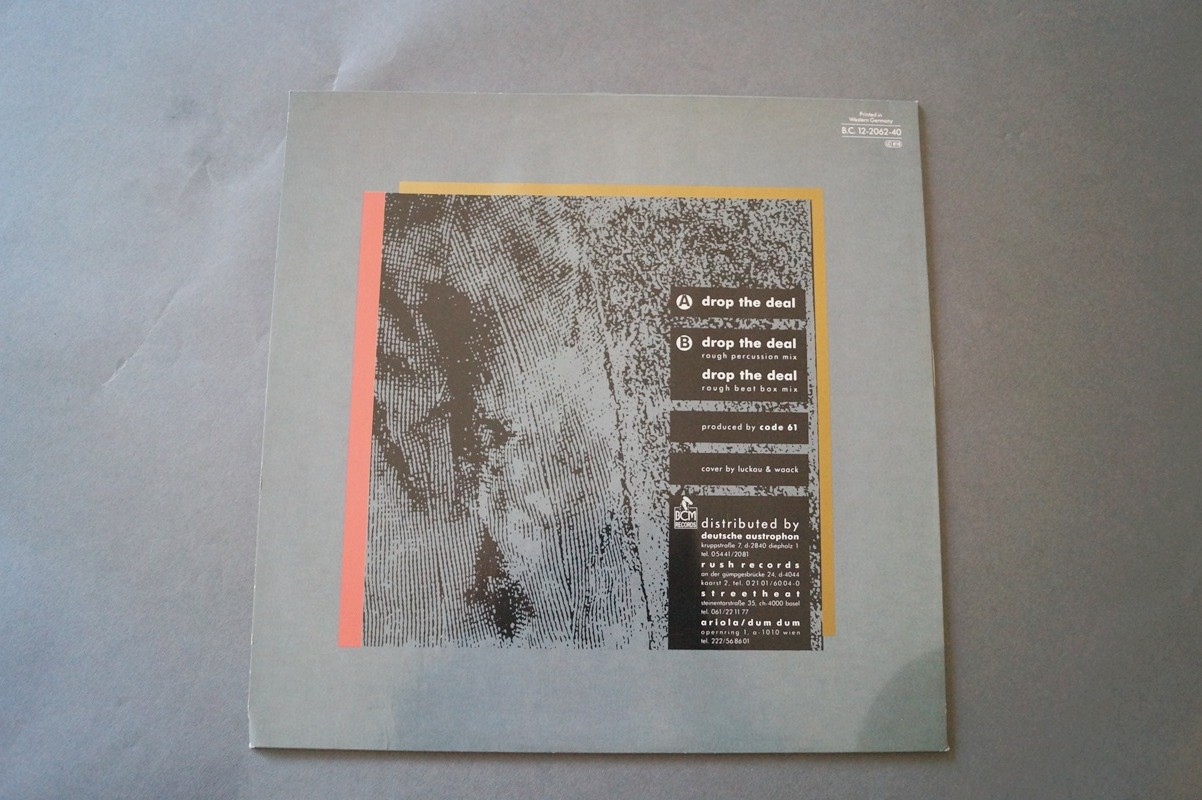 Printed in
Western Germany
B.C. 12-2062-40
A drop the deal
B drop the deal
rough percussion mix
drop the deal
rough beat box mix
produced by code 61
cover by luckau & waack
BCM
RECORDS
distributed by
deutsche austrophon
kruppstraße 7, d-2840 diepholz 1
tel. 05441/2081
rush records
an der gümpgesbrücke 24, d-4044
kaarst 2, tel. 02101/6004-0
streetheat
steinentorstraße 35, ch-4000 basel
tel. 061/221177
ariola/dum dum
opernring 1, a-1010 wien
tel. 222/568601